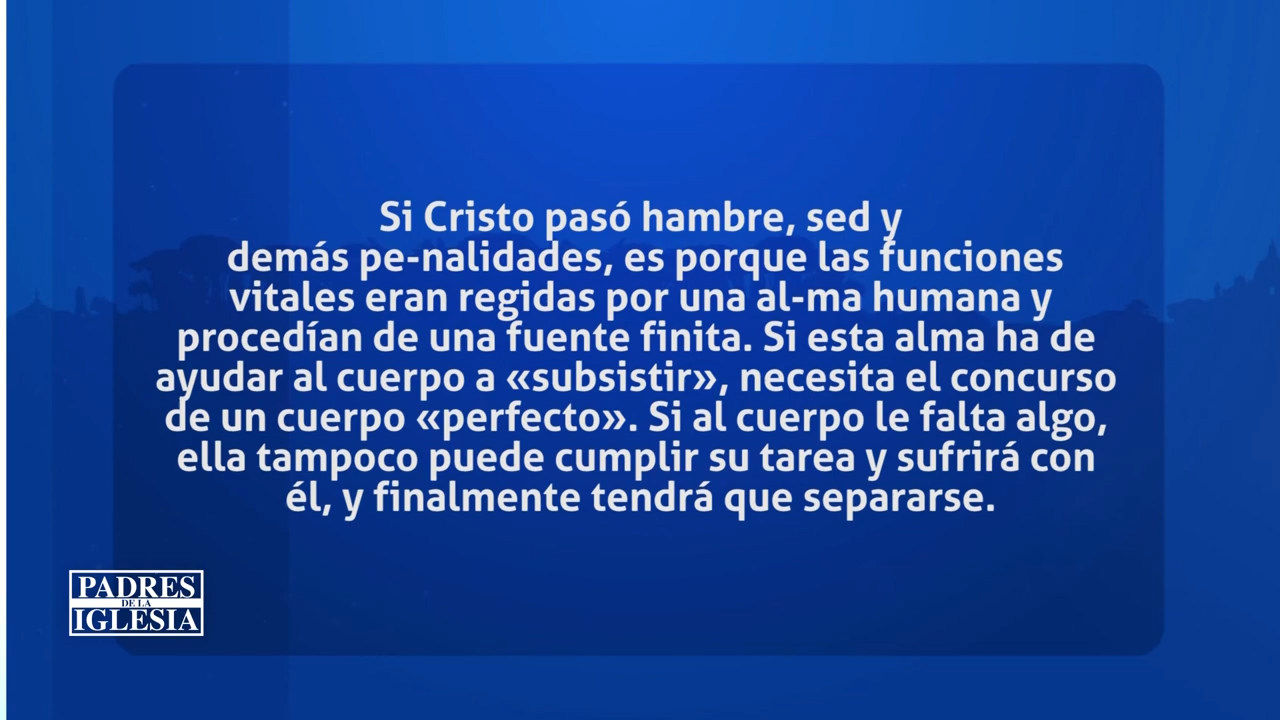 Si Cristo pasó hambre, sed y
demás pe-nalidades, es porque las funciones
vitales eran regidas por una al-ma humana y
procedían de una fuente finita. Si esta alma ha de
ayudar al cuerpo a «subsistir», necesita el concurso
de un cuerpo «perfecto». Si al cuerpo le falta algo,
ella tampoco puede cumplir su tarea y sufrirá con
él, y finalmente tendrá que separarse.
PADRES
DE LA
IGLESIA